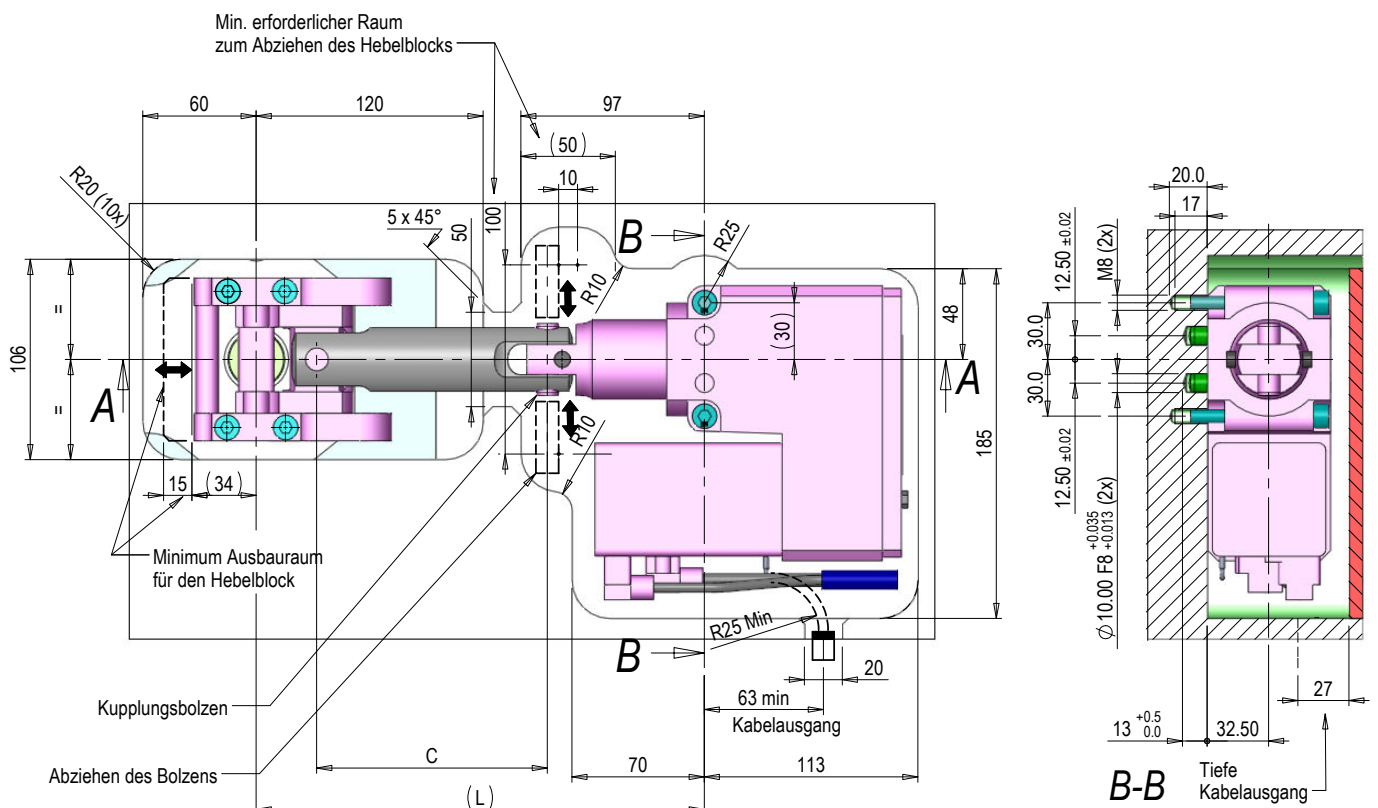 Min. erforderlicher Raum
zum Abziehen des Hebelblocks
60
120
97
(50)
10
R20 (10x)
5 x 45°
50
100
B
R25
R10
(30)
48
=
=
106
A
A
R10
185
15
(34)
Minimum Ausbauraum
für den Hebelblock
R25 Min
B
20
63 min
Kabelausgang
Kupplungsbolzen
Abziehen des Bolzens
C
70
113
(L)
20.0
17
12.50 ±0.02
M8 (2x)
30.0
30.0
12.50 ±0.02
∅10.00 F8 +0.035 +0.013 (2x)
27
13 +0.5 0.0
32.50
B-B
Tiefe
Kabelausgang